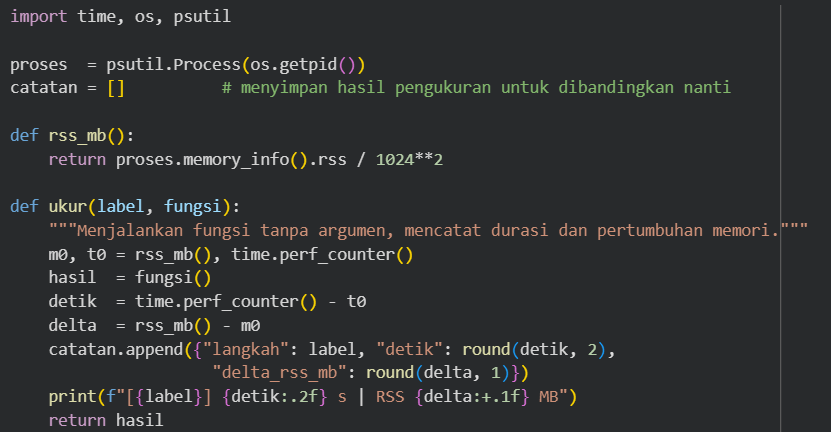 import time, os, psutil

proses  = psutil.Process(os.getpid())
catatan = []          # menyimpan hasil pengukuran untuk dibandingkan nanti

def rss_mb():
    return proses.memory_info().rss / 1024**2

def ukur(label, fungsi):
    """Menjalankan fungsi tanpa argumen, mencatat durasi dan pertumbuhan memori."""
    m0, t0 = rss_mb(), time.perf_counter()
    hasil  = fungsi()
    detik  = time.perf_counter() - t0
    delta  = rss_mb() - m0
    catatan.append({"langkah": label, "detik": round(detik, 2),
                     "delta_rss_mb": round(delta, 1)})
    print(f"[{label}] {detik:.2f} s | RSS {delta:+.1f} MB")
    return hasil